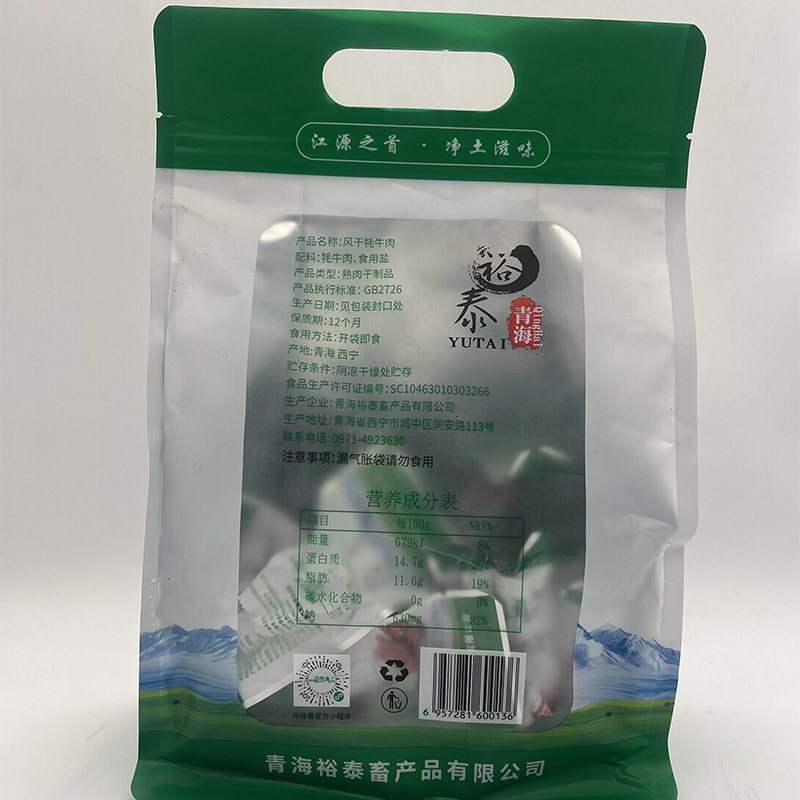 江源之首 · 净土滋味
产品名称:风干牦牛肉
配料:牦牛肉、食用盐
产品类型:熟肉干制品
产品执行标准:GB2726
生产日期:见包装封口处
保质期:12个月
食用方法:开袋即食
产地:青海 西宁
贮存条件:阴凉干燥处贮存
食品生产许可证编号:SC10463010303266
生产企业:青海裕泰畜产品有限公司
生产地址:青海省西宁市城中区同安路113号
联系电话:0971-4923630
注意事项:漏气胀袋请勿食用
裕泰
YUTAI
青海
QingHai
营养成分表
项目 每100g NRV%
能量 679kJ 8%
蛋白质 14.7g 25%
脂肪 11.6g 19%
碳水化合物 0g 0%
钠 630mg 32%
6 957281 600136
青海裕泰畜产品有限公司